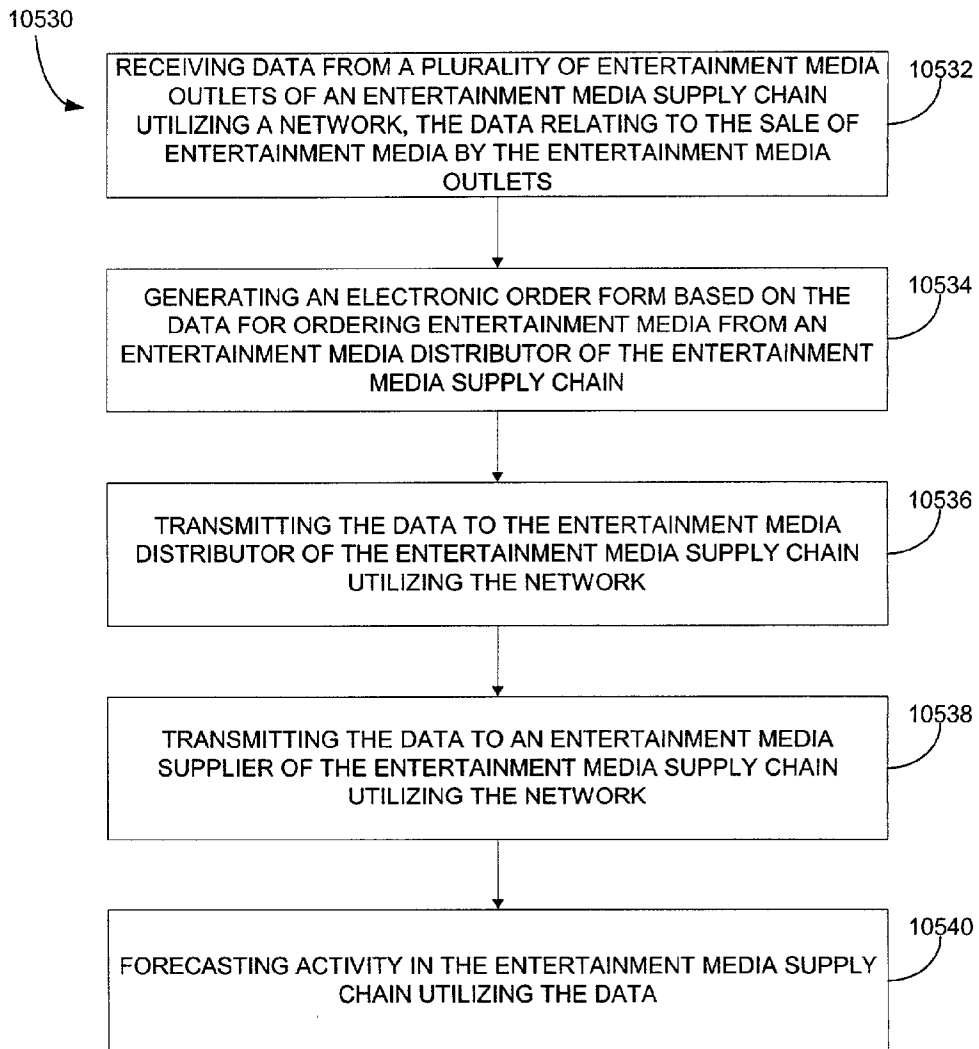 10530
RECEIVING DATA FROM A PLURALITY OF ENTERTAINMENT MEDIA
OUTLETS OF AN ENTERTAINMENT MEDIA SUPPLY CHAIN
UTILIZING A NETWORK, THE DATA RELATING TO THE SALE OF
ENTERTAINMENT MEDIA BY THE ENTERTAINMENT MEDIA
OUTLETS
10532
GENERATING AN ELECTRONIC ORDER FORM BASED ON THE
DATA FOR ORDERING ENTERTAINMENT MEDIA FROM AN
ENTERTAINMENT MEDIA DISTRIBUTOR OF THE ENTERTAINMENT
MEDIA SUPPLY CHAIN
10534
TRANSMITTING THE DATA TO THE ENTERTAINMENT MEDIA
DISTRIBUTOR OF THE ENTERTAINMENT MEDIA SUPPLY CHAIN
UTILIZING THE NETWORK
10536
TRANSMITTING THE DATA TO AN ENTERTAINMENT MEDIA
SUPPLIER OF THE ENTERTAINMENT MEDIA SUPPLY CHAIN
UTILIZING THE NETWORK
10538
FORECASTING ACTIVITY IN THE ENTERTAINMENT MEDIA SUPPLY
CHAIN UTILIZING THE DATA
10540